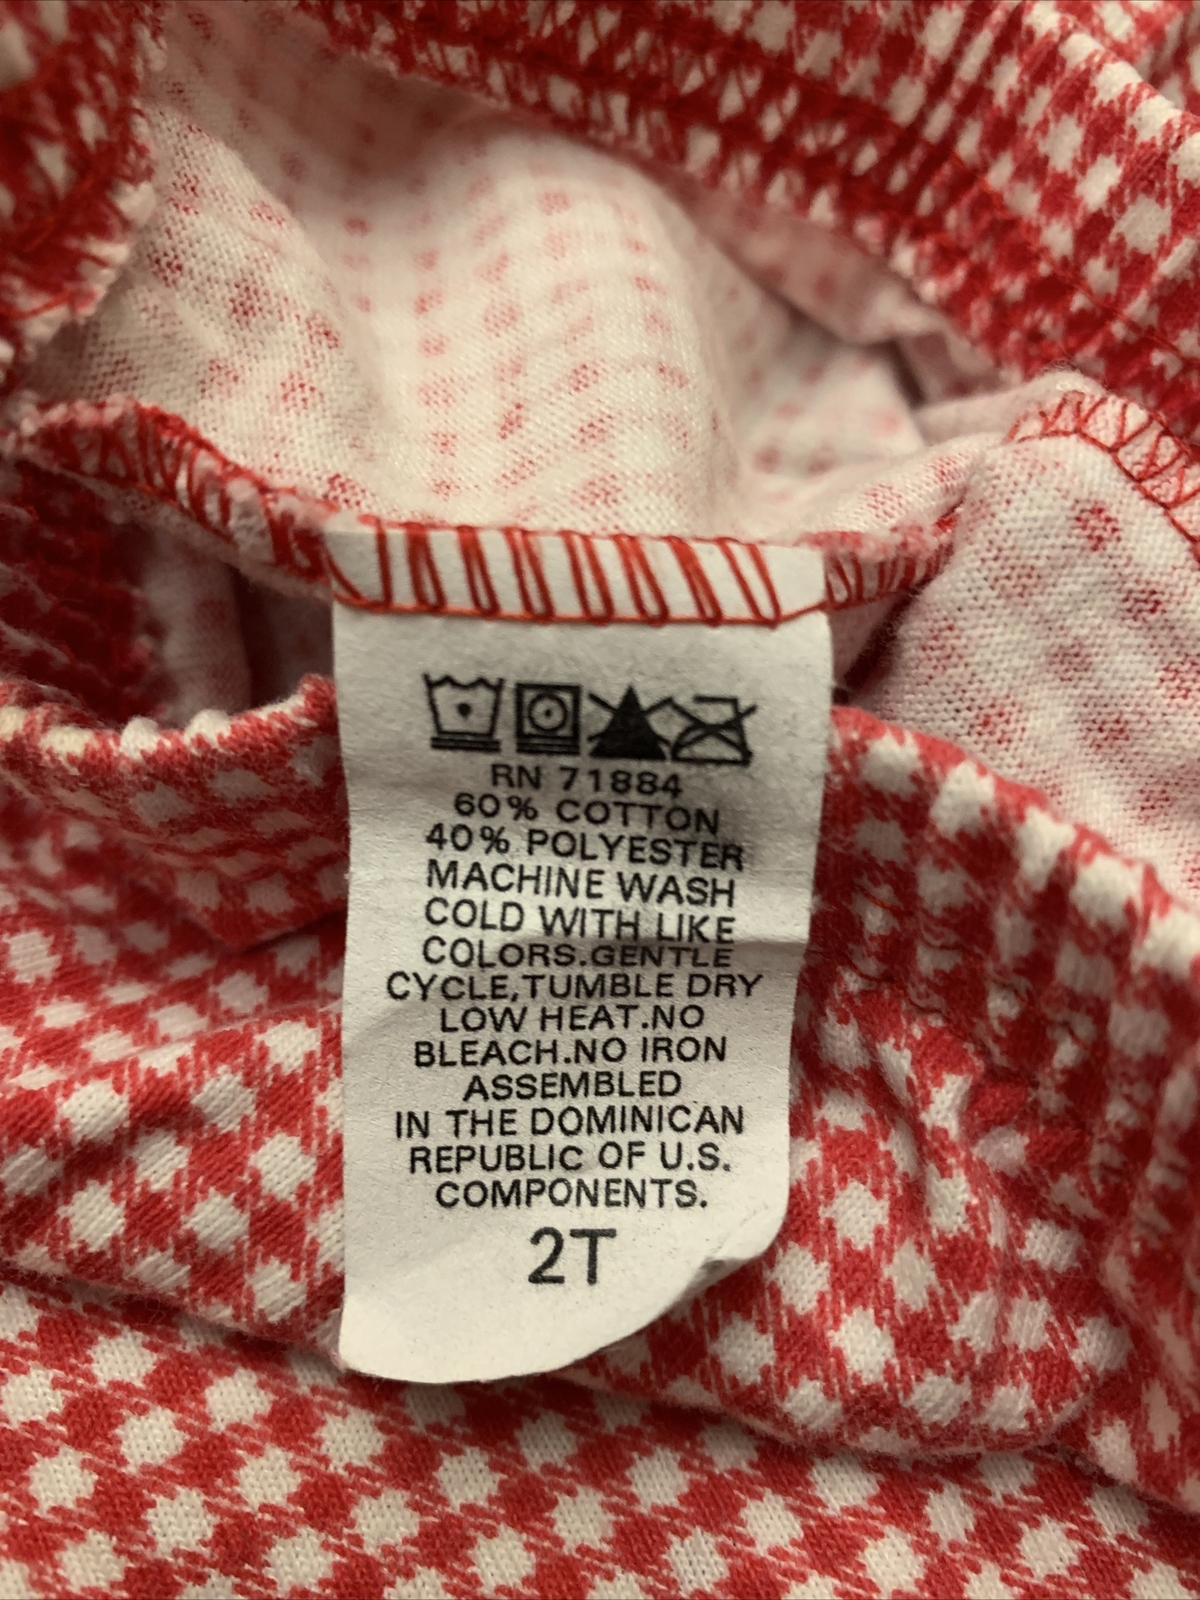 RN 71884
60% COTTON
40% POLYESTER
MACHINE WASH
COLD WITH LIKE
COLORS.GENTLE
CYCLE,TUMBLE DRY
LOW HEAT.NO
BLEACH.NO IRON
ASSEMBLED
IN THE DOMINICAN
REPUBLIC OF U.S.
COMPONENTS.
2T